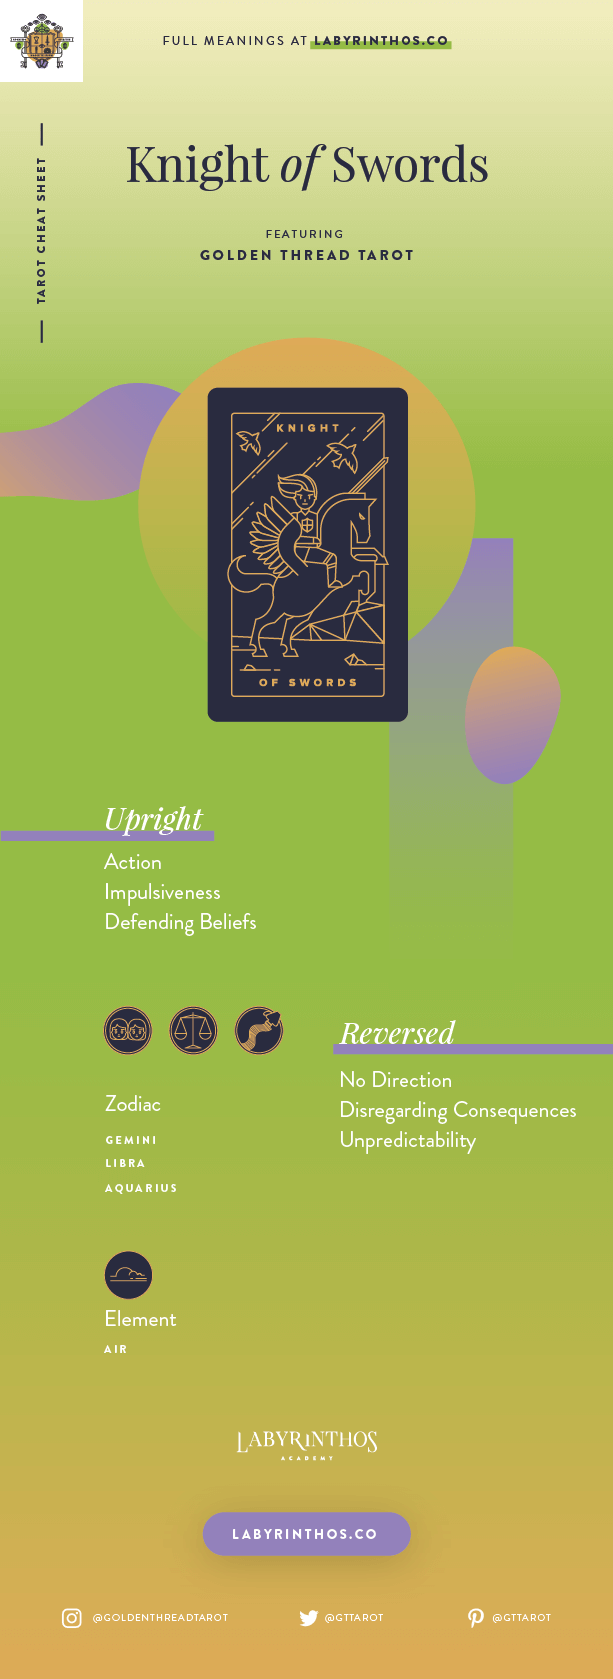 FULL MEANINGS AT LABYRINTHOS.CO
TAROT CHEAT SHEET
Knight of Swords
FEATURING
GOLDEN THREAD TAROT
KNIGHT
OF SWORDS
Upright
Action
Impulsiveness
Defending Beliefs
Reversed
No Direction
Disregarding Consequences
Unpredictability
Zodiac
GEMINI
LIBRA
AQUARIUS
Element
AIR
LABYRINTHOS
ACADEMY
LABYRINTHOS.CO
@GOLDENTHREADTAROT
@GTTAROT
@GTTAROT